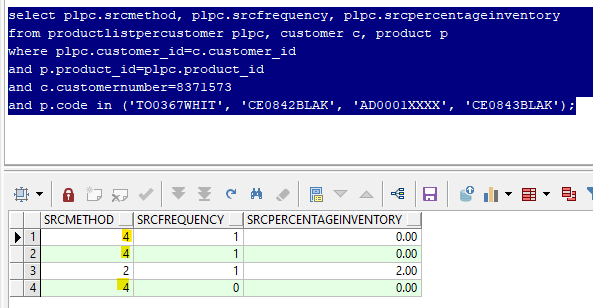 select plpc.srcmethod, plpc.srcfrequency, plpc.srcpercentageinventory
from productlistpercustomer plpc, customer c, product p
where plpc.customer_id=c.customer_id
and p.product_id=plpc.product_id
and c.customernumber=8371573
and p.code in ('TO0367WHIT', 'CE0842BLAK', 'AD0001XXXX', 'CE0843BLAK');
SRCMETHOD SRCFREQUENCY SRCPERCENTAGEINVENTORY
1 4 1 0.00
2 4 1 0.00
3 2 1 2.00
4 4 0 0.00